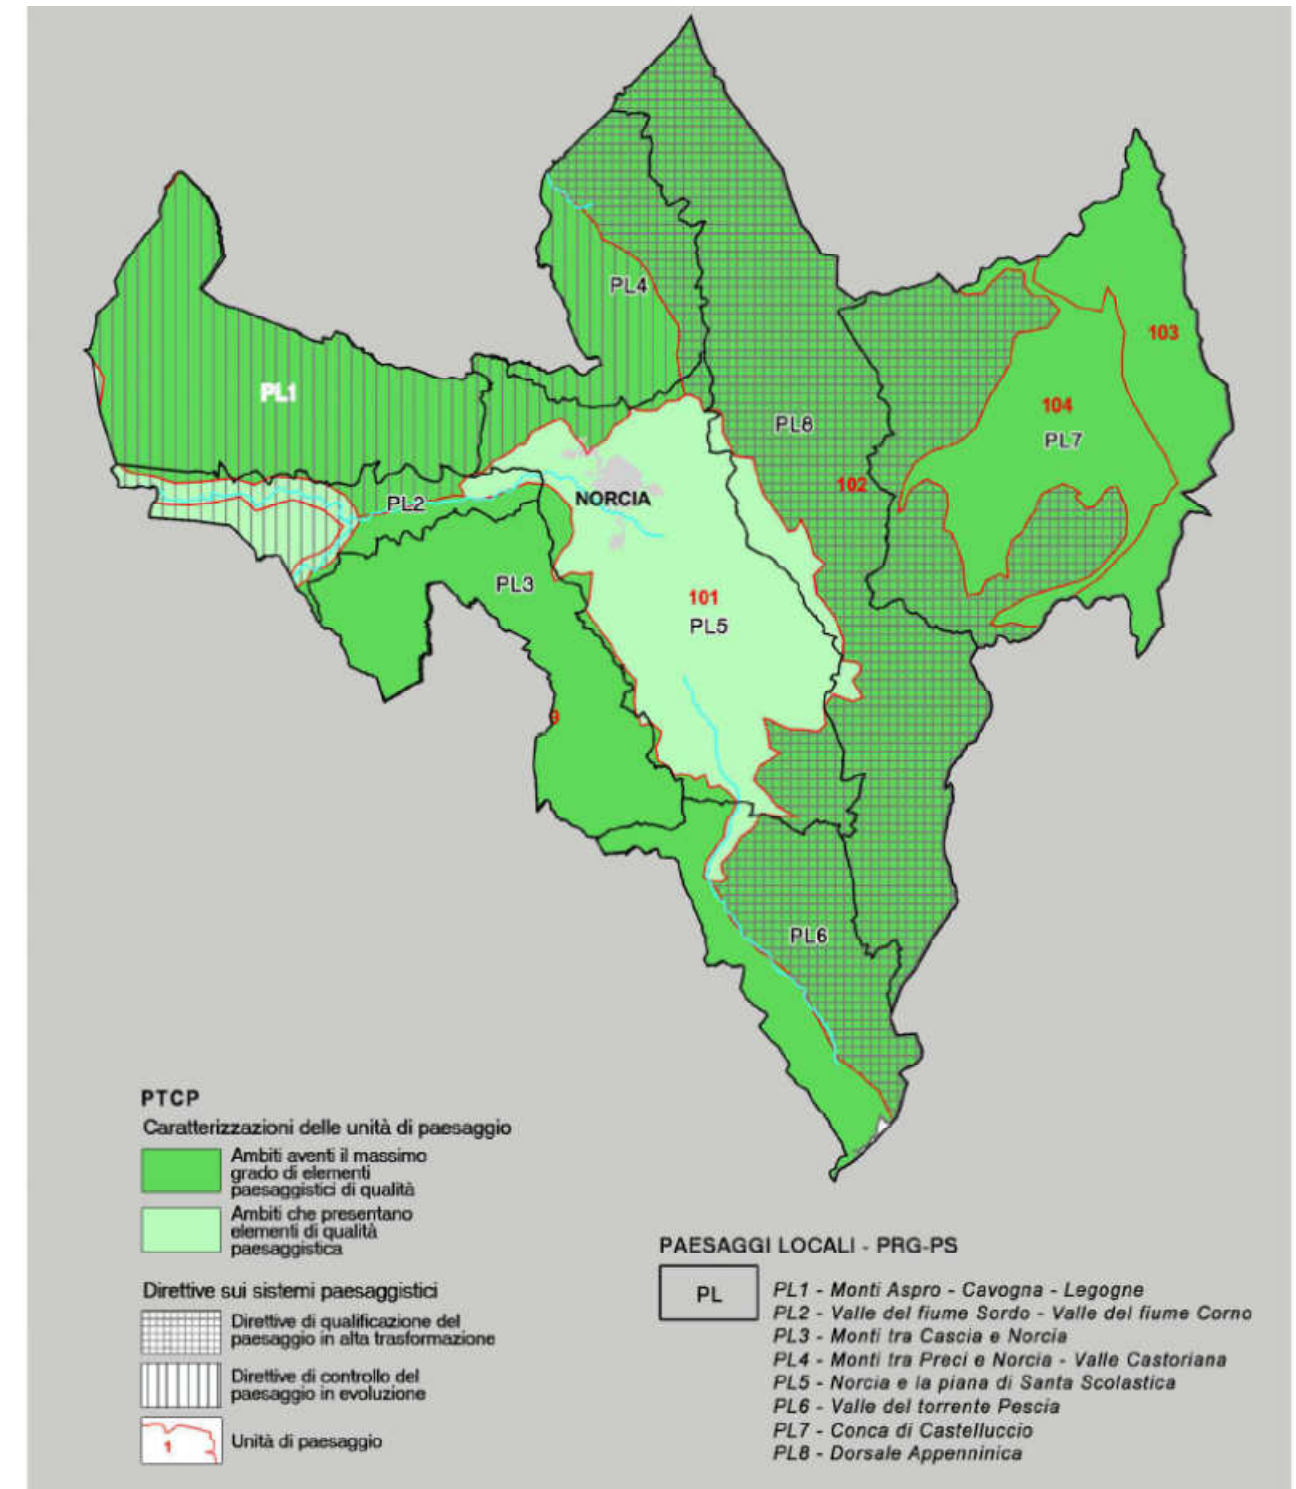 103
PL4
104
PL1
PL8
PL7
102
PL2
NORCIA
PL3
101
PL5
PL6
PTCP
Caratterizzazioni delle unità di paesaggio
Ambiti aventi il massimo
grado di elementi
paesaggistici di qualità
Ambiti che presentano
elementi di qualità
paesaggistica
Direttive sui sistemi paesaggistici
Direttive di qualificazione del
paesaggio in alta trasformazione
Direttive di controllo del
paesaggio in evoluzione
1
Unità di paesaggio
PAESAGGI LOCALI - PRG-PS
PL
PL1 - Monti Aspro - Cavogna - Legogne
PL2 - Valle del fiume Sordo - Valle del fiume Corno
PL3 - Monti tra Cascia e Norcia
PL4 - Monti tra Preci e Norcia - Valle Castoriana
PL5 - Norcia e la piana di Santa Scolastica
PL6 - Valle del torrente Pescia
PL7 - Conca di Castelluccio
PL8 - Dorsale Appenninica